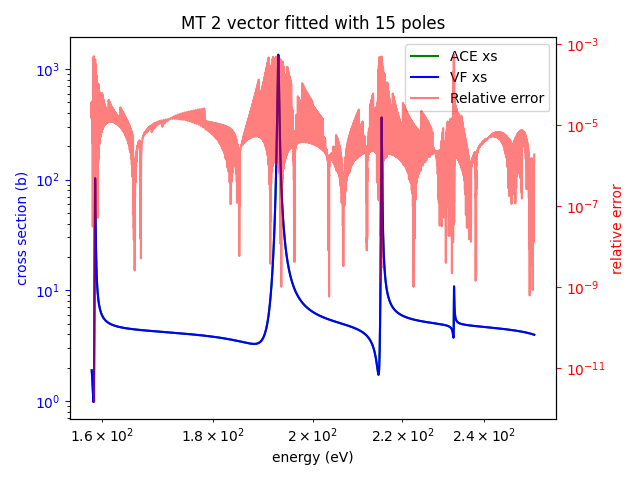 MT 2 vector fitted with 15 poles
ACE xs
VF xs
Relative error
cross section (b)
10³
10²
10¹
10⁰
relative error
10⁻³
10⁻⁵
10⁻⁷
10⁻⁹
10⁻¹¹
1.6 × 10² 1.8 × 10² 2 × 10² 2.2 × 10² 2.4 × 10²
energy (eV)